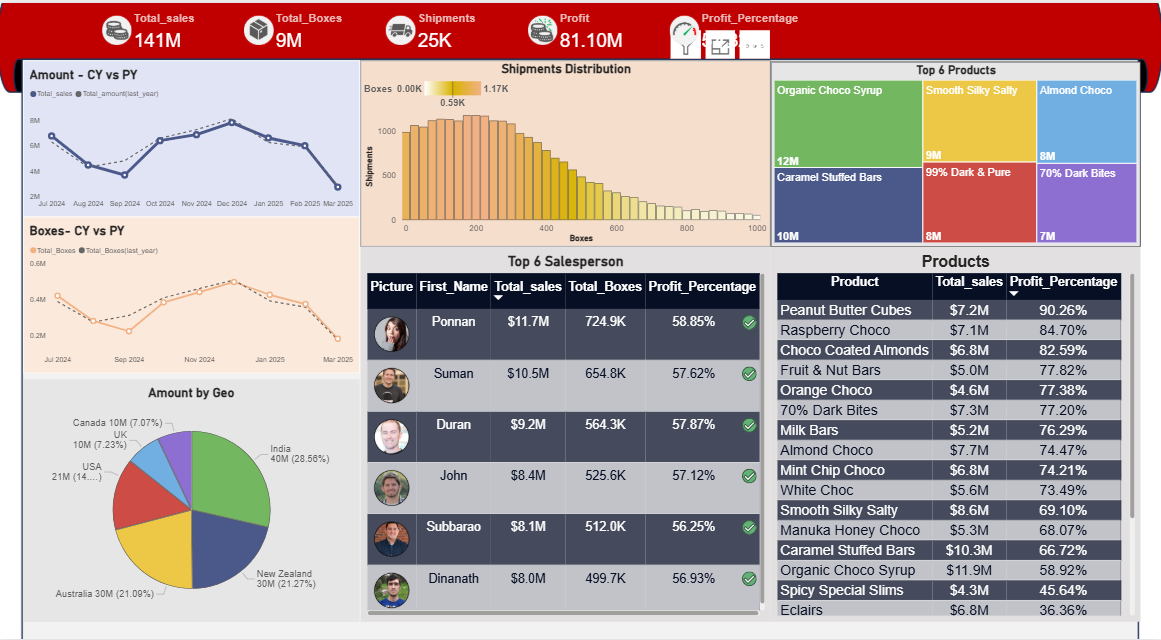 Total_sales
141M
Total_Boxes
9M
Shipments
25K
Profit
81.10M
Profit_Percentage
Amount - CY vs PY
Total_sales Total_amount(last_year)
8M
6M
4M
2M
Jul 2024 Aug 2024 Sep 2024 Oct 2024 Nov 2024 Dec 2024 Jan 2025 Feb 2025 Mar 2025
Boxes- CY vs PY
Total_Boxes Total_Boxes(last_year)
0.6M
0.4M
0.2M
Jul 2024 Sep 2024 Nov 2024 Jan 2025 Mar 2025
Amount by Geo
Canada 10M (7.07%)
UK
10M (7.23%)
USA
21M (14....)
India
40M (28.56%)
New Zealand
30M (21.27%)
Australia 30M (21.09%)
Shipments Distribution
Boxes 0.00K 1.17K
0.59K
Shipments
1000
500
0
0 200 400 600 800 1000
Boxes
Top 6 Products
Organic Choco Syrup
12M
Caramel Stuffed Bars
10M
Smooth Silky Salty
9M
99% Dark & Pure
8M
Almond Choco
8M
70% Dark Bites
7M
Top 6 Salesperson
Picture First_Name Total_sales Total_Boxes Profit_Percentage
Ponnan $11.7M 724.9K 58.85%
Suman $10.5M 654.8K 57.62%
Duran $9.2M 564.3K 57.87%
John $8.4M 525.6K 57.12%
Subbarao $8.1M 512.0K 56.25%
Dinanath $8.0M 499.7K 56.93%
Products
Product Total_sales Profit_Percentage
Peanut Butter Cubes $7.2M 90.26%
Raspberry Choco $7.1M 84.70%
Choco Coated Almonds $6.8M 82.59%
Fruit & Nut Bars $5.0M 77.82%
Orange Choco $4.6M 77.38%
70% Dark Bites $7.3M 77.20%
Milk Bars $5.2M 76.29%
Almond Choco $7.7M 74.47%
Mint Chip Choco $6.8M 74.21%
White Choc $5.6M 73.49%
Smooth Silky Salty $8.6M 69.10%
Manuka Honey Choco $5.3M 68.07%
Caramel Stuffed Bars $10.3M 66.72%
Organic Choco Syrup $11.9M 58.92%
Spicy Special Slims $4.3M 45.64%
Eclairs $6.8M 36.36%